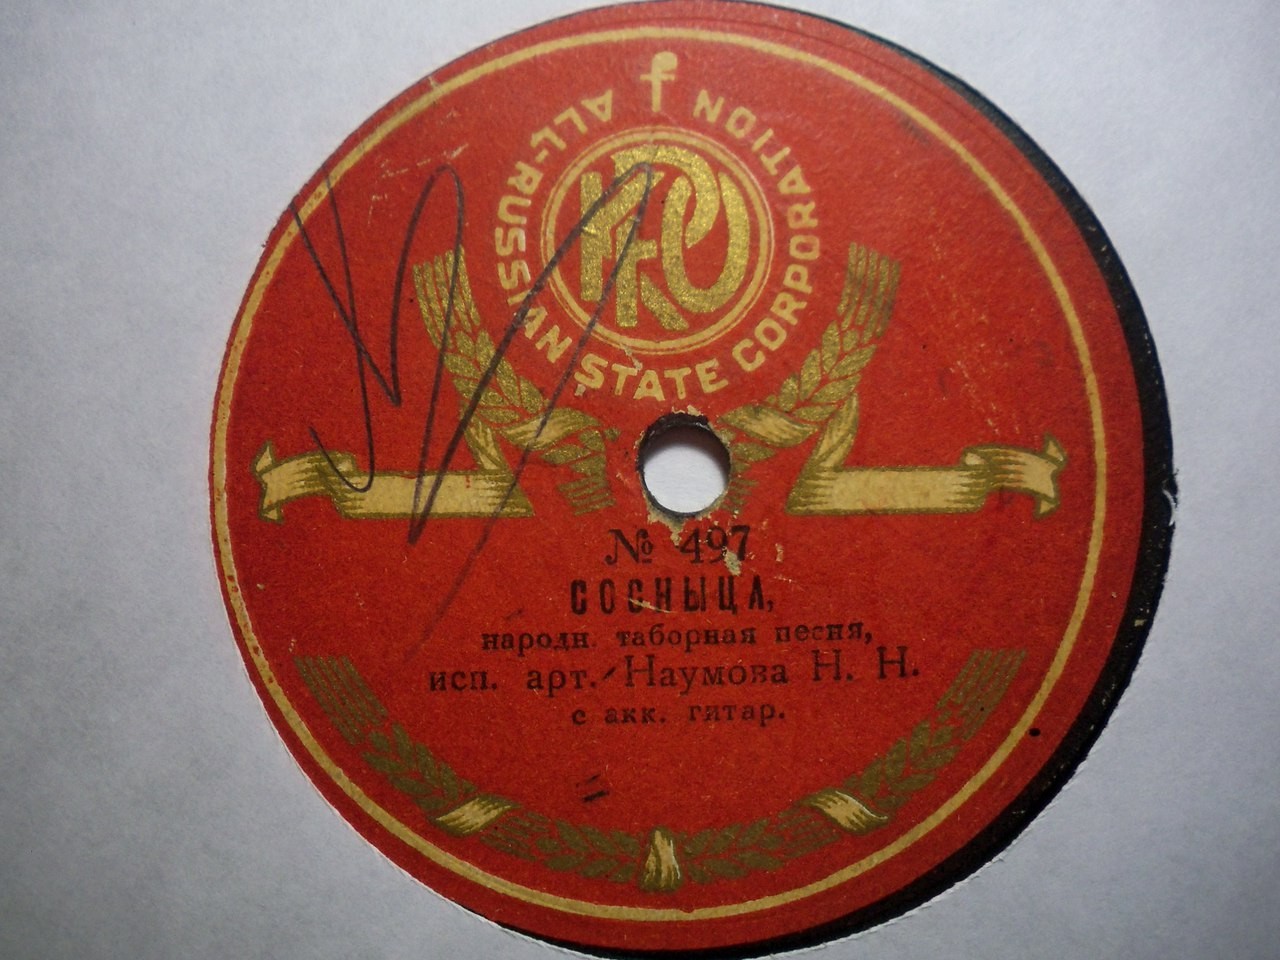 ALL-RUSSIAN STATE CORPORATION
№ 497
СОСНЫЦА,
народн. таборная песня,
исп. арт. Наумова Н. Н.
с акк. гитар.